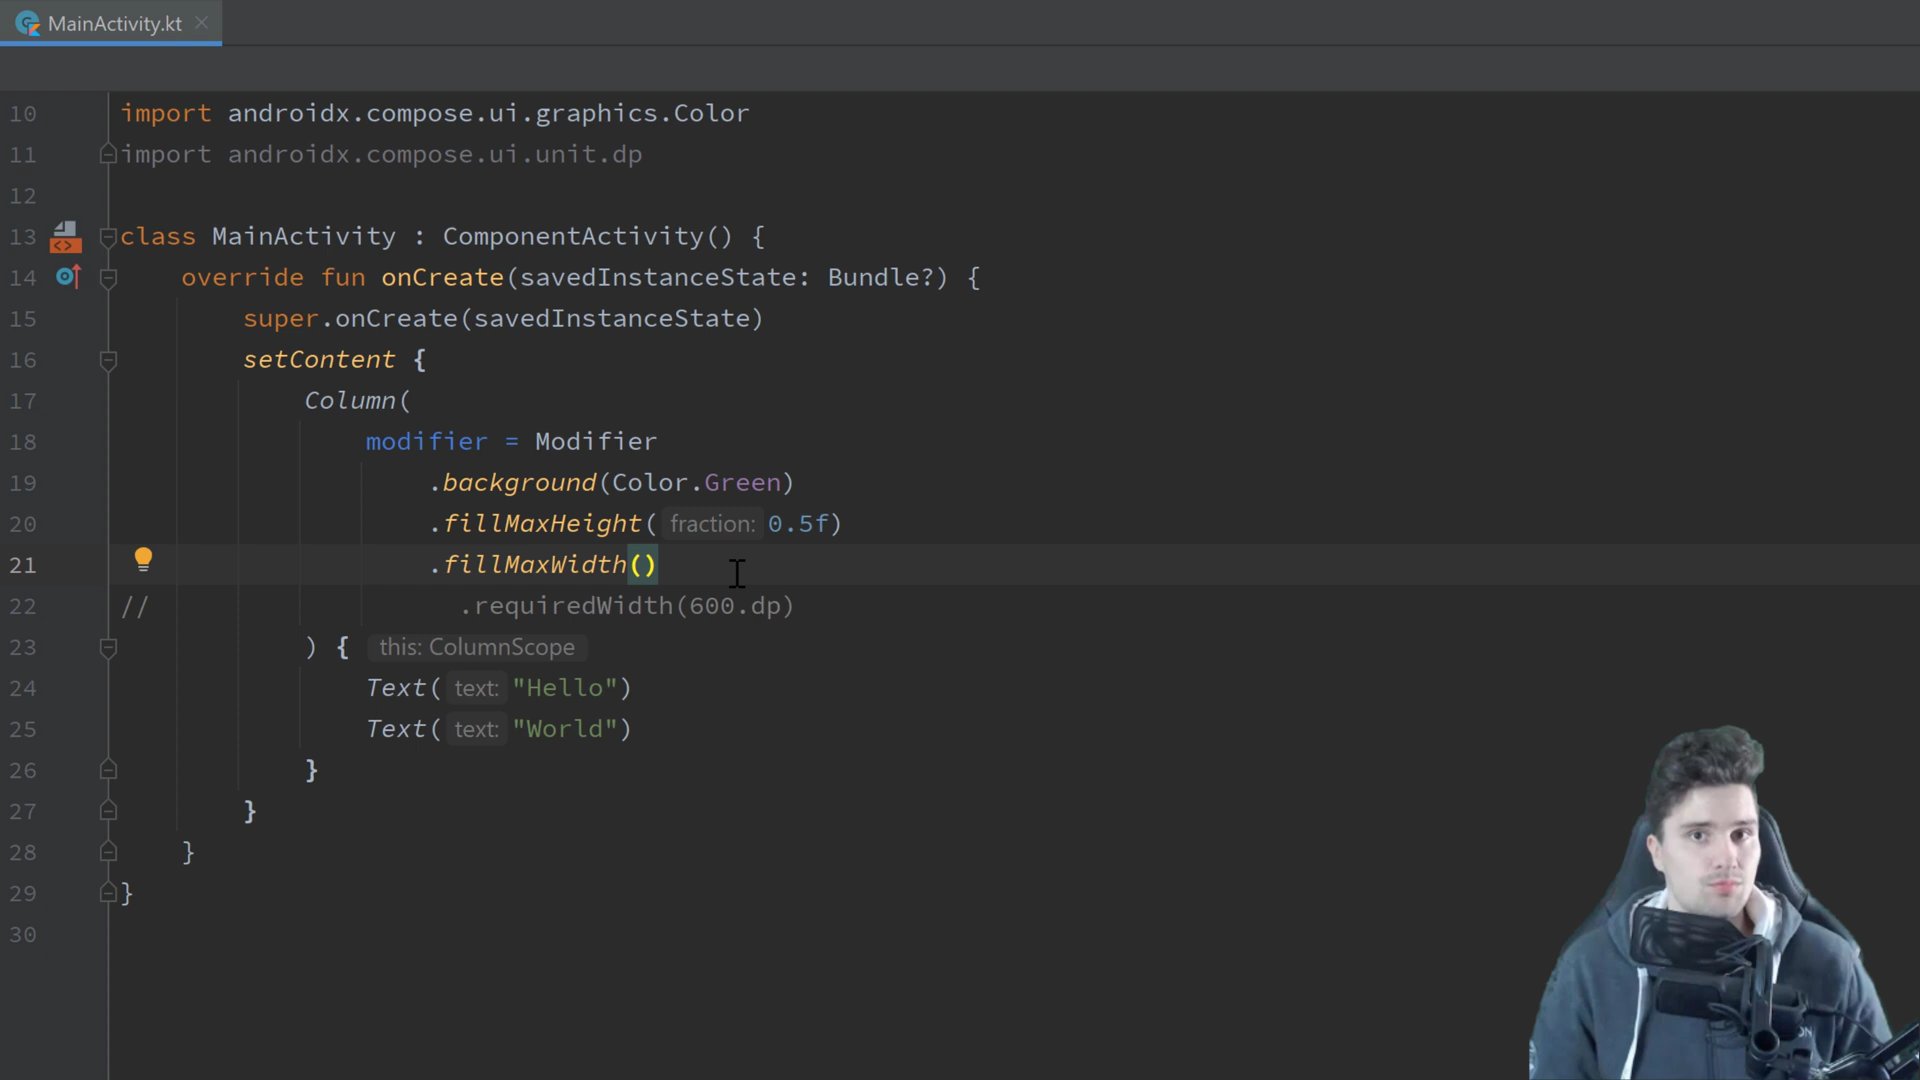 MainActivity.kt
10 import androidx.compose.ui.graphics.Color
11 import androidx.compose.ui.unit.dp
12
13 class MainActivity : ComponentActivity() {
14 override fun onCreate(savedInstanceState: Bundle?) {
15 super.onCreate(savedInstanceState)
16 setContent {
17 Column(
18 modifier = Modifier
19 .background(Color.Green)
20 .fillMaxHeight( fraction: 0.5f)
21 .fillMaxWidth()
22 // .requiredWidth(600.dp)
23 ) { this: ColumnScope
24 Text( text: "Hello")
25 Text( text: "World")
26 }
27 }
28 }
29 }
30